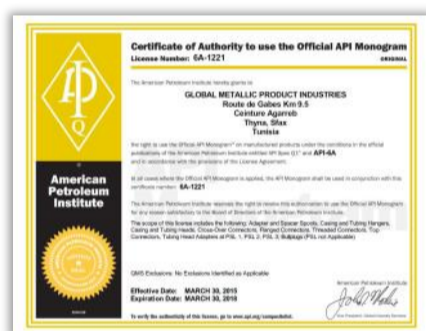 Certificate of Authority to use the Official API Monogram
License Number: 6A-1221
ORIGINAL
The American Petroleum Institute hereby grants to
GLOBAL METALLIC PRODUCT INDUSTRIES
Route de Gabes Km 9.5
Ceinture Agarreb
Thyna, Sfax
Tunisia
the right to use the Official API Monogram® on manufactured products under the conditions in the official
publications of the American Petroleum Institute entitled API Spec Q1® and API-6A
and in accordance with the provisions of the License Agreement.
In all cases where the Official API Monogram is applied, the API Monogram shall be used in conjunction with this
certificate number: 6A-1221
The American Petroleum Institute reserves the right to revoke this authorization to use the Official API Monogram
for any reason satisfactory to the Board of Directors of the American Petroleum Institute.
The scope of this license includes the following: Adapter and Spacer Spools, Casing and Tubing Hangers,
Casing and Tubing Heads, Cross-Over Connectors, Flanged Connectors, Threaded Connectors, Top
Connectors, Tubing Head Adapters at PSL 1, PSL 2, PSL 3; Bullplugs (PSL not Applicable)
QMS Exclusions: No Exclusions Identified as Applicable
Effective Date: MARCH 30, 2015
Expiration Date: MARCH 30, 2018
To verify the authenticity of this license, go to www.api.org/compositelist.
American Petroleum Institute
Vice President, Global Industry Services
API
Q
American
Petroleum
Institute